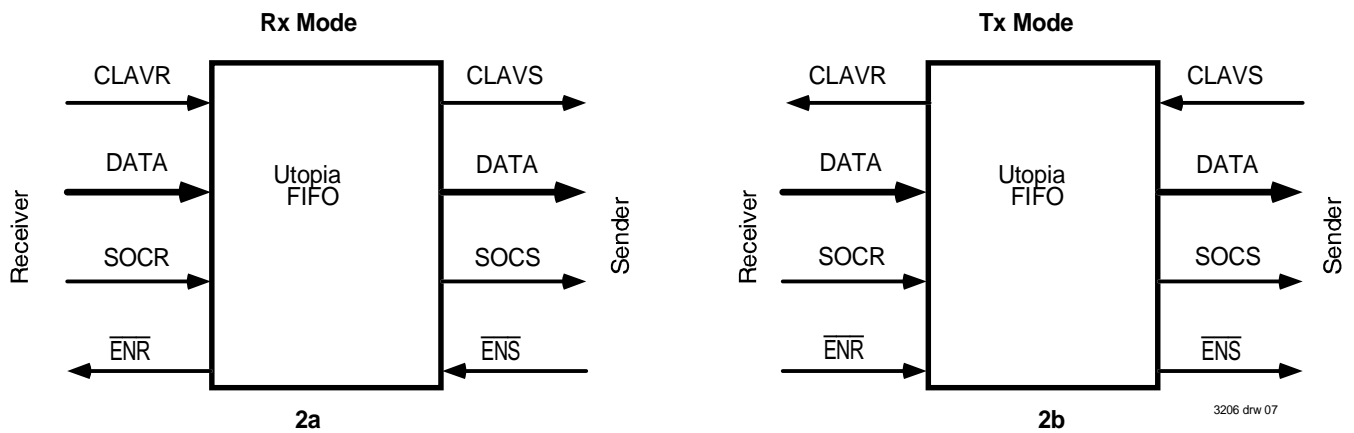 Rx Mode
Tx Mode
CLAVR
CLAVS
CLAVR
CLAVS
DATA
DATA
DATA
DATA
Utopia
FIFO
Utopia
FIFO
Receiver
Sender
Receiver
Sender
SOCR
SOCS
SOCR
SOCS
ENR
ENS
ENR
ENS
2a
2b
3206 drw 07